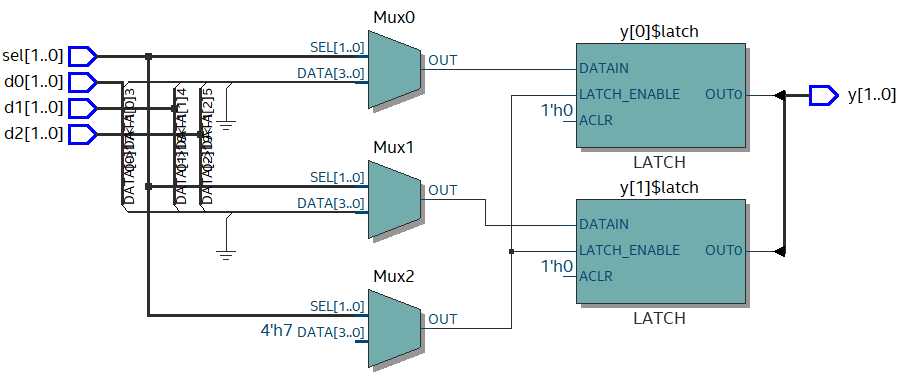 sel[1..0]
d0[1..0]
d1[1..0]
d2[1..0]
Mux0
SEL[1..0]
DATA[3..0]
OUT
Mux1
SEL[1..0]
DATA[3..0]
OUT
Mux2
SEL[1..0]
4'h7 DATA[3..0]
OUT
y[0]$latch
DATAIN
LATCH_ENABLE
OUT0
1'h0
ACLR
LATCH
y[1]$latch
DATAIN
LATCH_ENABLE
OUT0
1'h0
ACLR
LATCH
y[1..0]